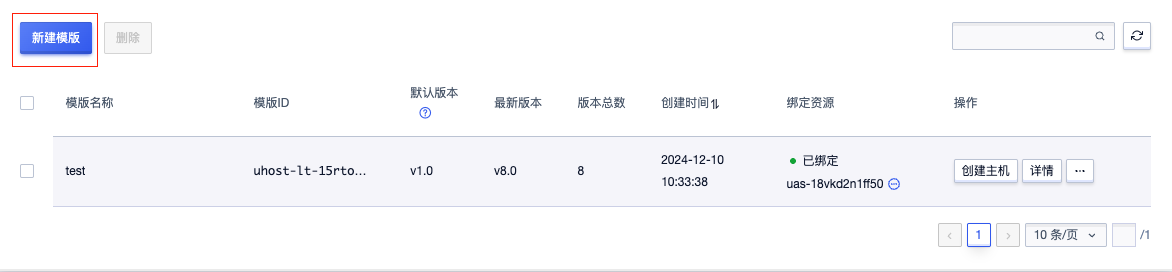 新建模版 删除
模版名称 模版ID 默认版本 最新版本 版本总数 创建时间 绑定资源 操作
test uhost-lt-15rto... v1.0 v8.0 8 2024-12-10 10:33:38 已绑定 uas-18vkd2n1ff50 创建主机 详情 ...
1 10 条/页 /1